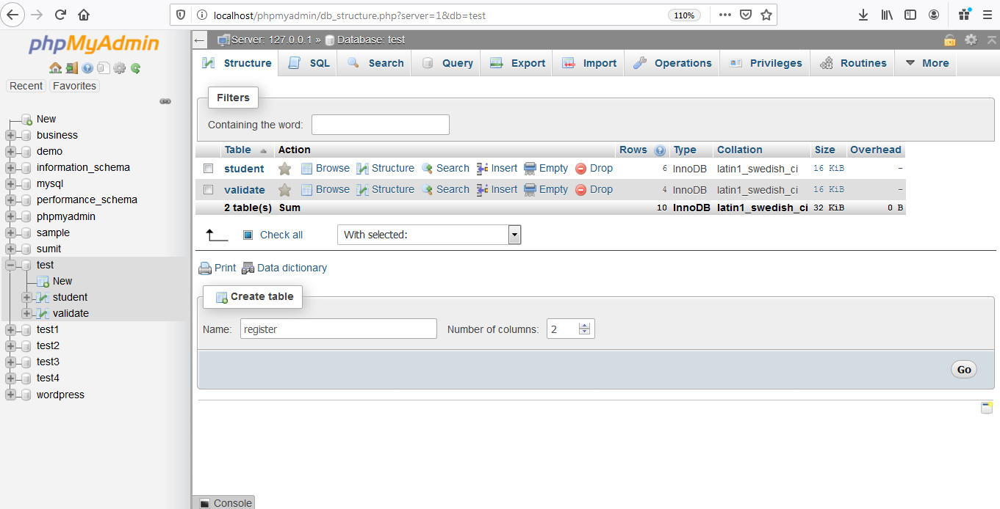 localhost/phpmyadmin/db_structure.php?server=1&db=test 110%
phpMyAdmin
Recent Favorites
New
business
demo
information_schema
mysql
performance_schema
phpmyadmin
sample
sumit
test
New
student
validate
test1
test2
test3
test4
wordpress
Server: 127.0.0.1 » Database: test
Structure SQL Search Query Export Import Operations Privileges Routines More
Filters
Containing the word:
Table Action Rows Type Collation Size Overhead
student Browse Structure Search Insert Empty Drop 6 InnoDB latin1_swedish_ci 16 KiB -
validate Browse Structure Search Insert Empty Drop 4 InnoDB latin1_swedish_ci 16 KiB -
2 table(s) Sum 10 InnoDB latin1_swedish_ci 32 KiB 0 B
Check all With selected:
Print Data dictionary
Create table
Name: register Number of columns: 2
Go
Console